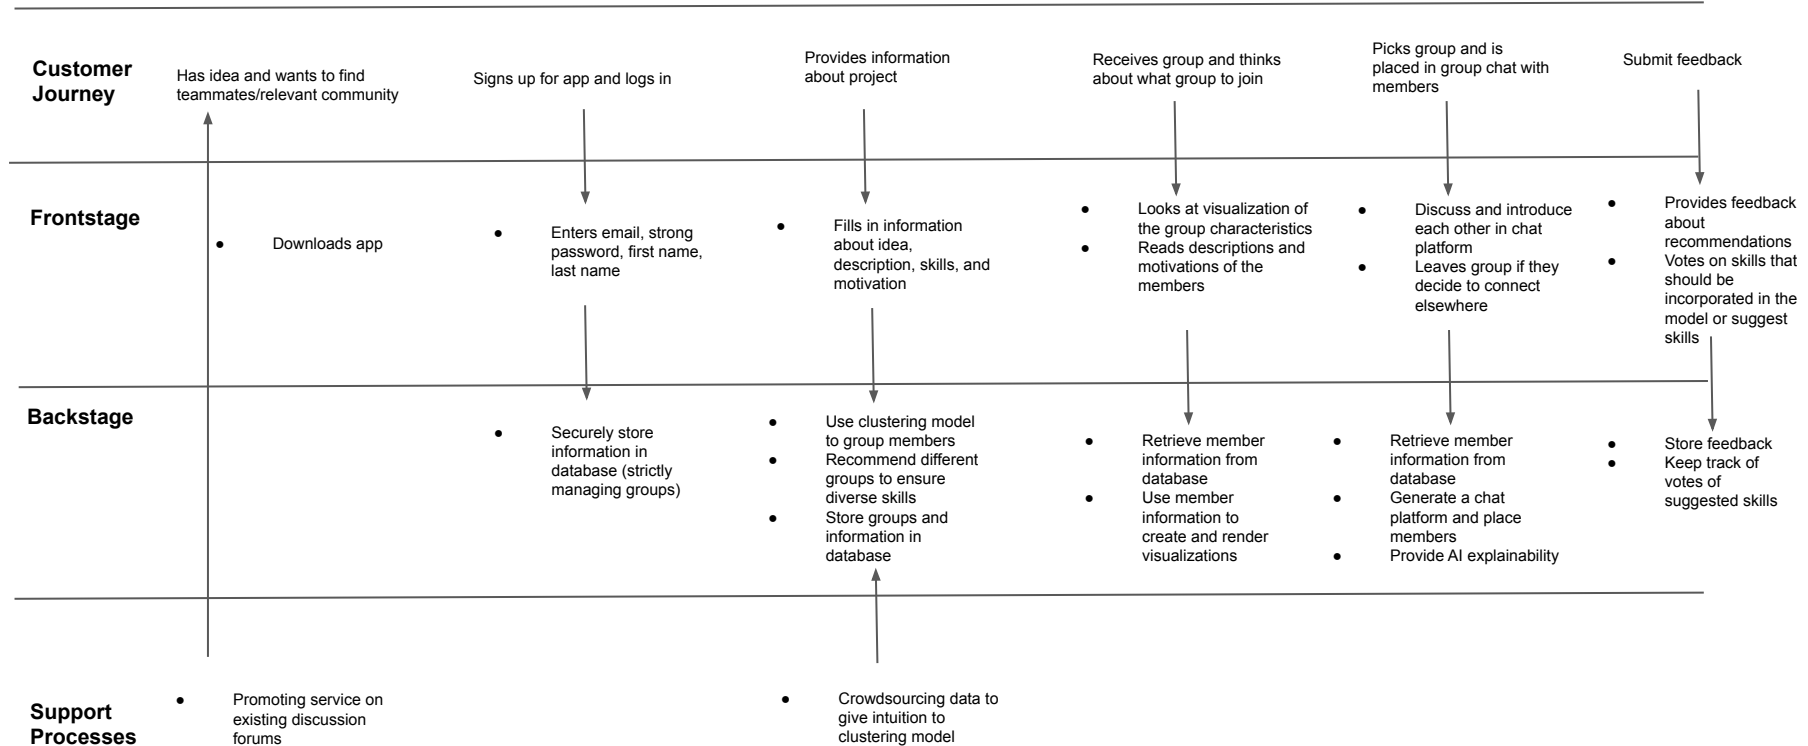 Customer
Journey
Has idea and wants to find
teammates/relevant community
Signs up for app and logs in
Provides information
about project
Receives group and thinks
about what group to join
Picks group and is
placed in group chat with
members
Submit feedback
Frontstage
● Downloads app
● Enters email, strong
password, first name,
last name
● Fills in information
about idea,
description, skills, and
motivation
● Looks at visualization of
the group characteristics
● Reads descriptions and
motivations of the
members
● Discuss and introduce
each other in chat
platform
● Leaves group if they
decide to connect
elsewhere
● Provides feedback
about
recommendations
● Votes on skills that
should be
incorporated in the
model or suggest
skills
Backstage
● Securely store
information in
database (strictly
managing groups)
● Use clustering model
to group members
● Recommend different
groups to ensure
diverse skills
● Store groups and
information in
database
● Retrieve member
information from
database
● Use member
information to
create and render
visualizations
● Retrieve member
information from
database
● Generate a chat
platform and place
members
● Provide AI explainability
● Store feedback
● Keep track of
votes of
suggested skills
Support
Processes
● Promoting service on
existing discussion
forums
● Crowdsourcing data to
give intuition to
clustering model